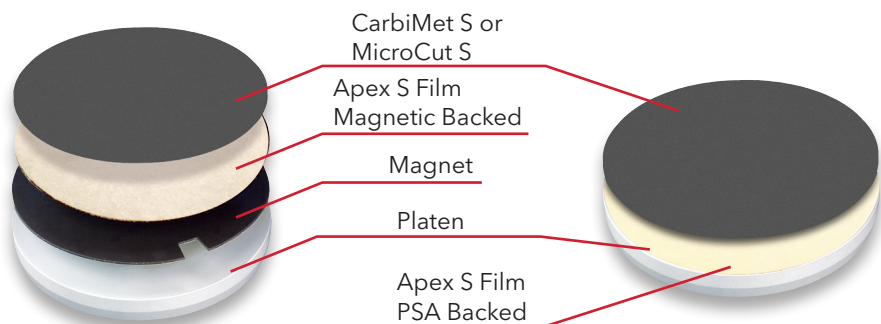 CarbiMet S or
MicroCut S
Apex S Film
Magnetic Backed
Magnet
Platen
Apex S Film
PSA Backed